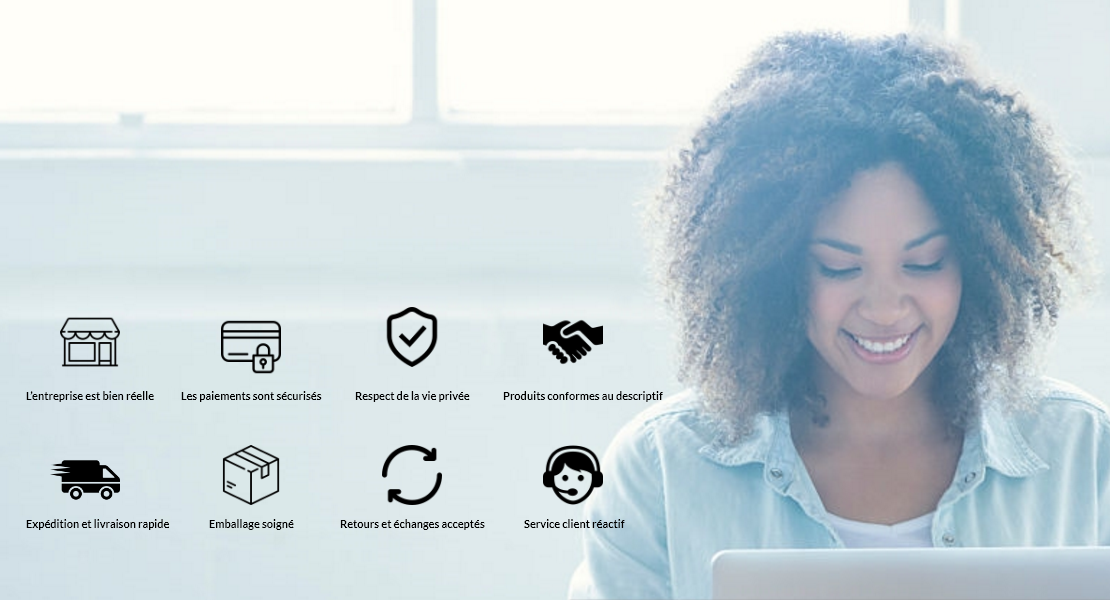 L'entreprise est bien réelle
Les paiements sont sécurisés
Respect de la vie privée
Produits conformes au descriptif
Expédition et livraison rapide
Emballage soigné
Retours et échanges acceptés
Service client réactif